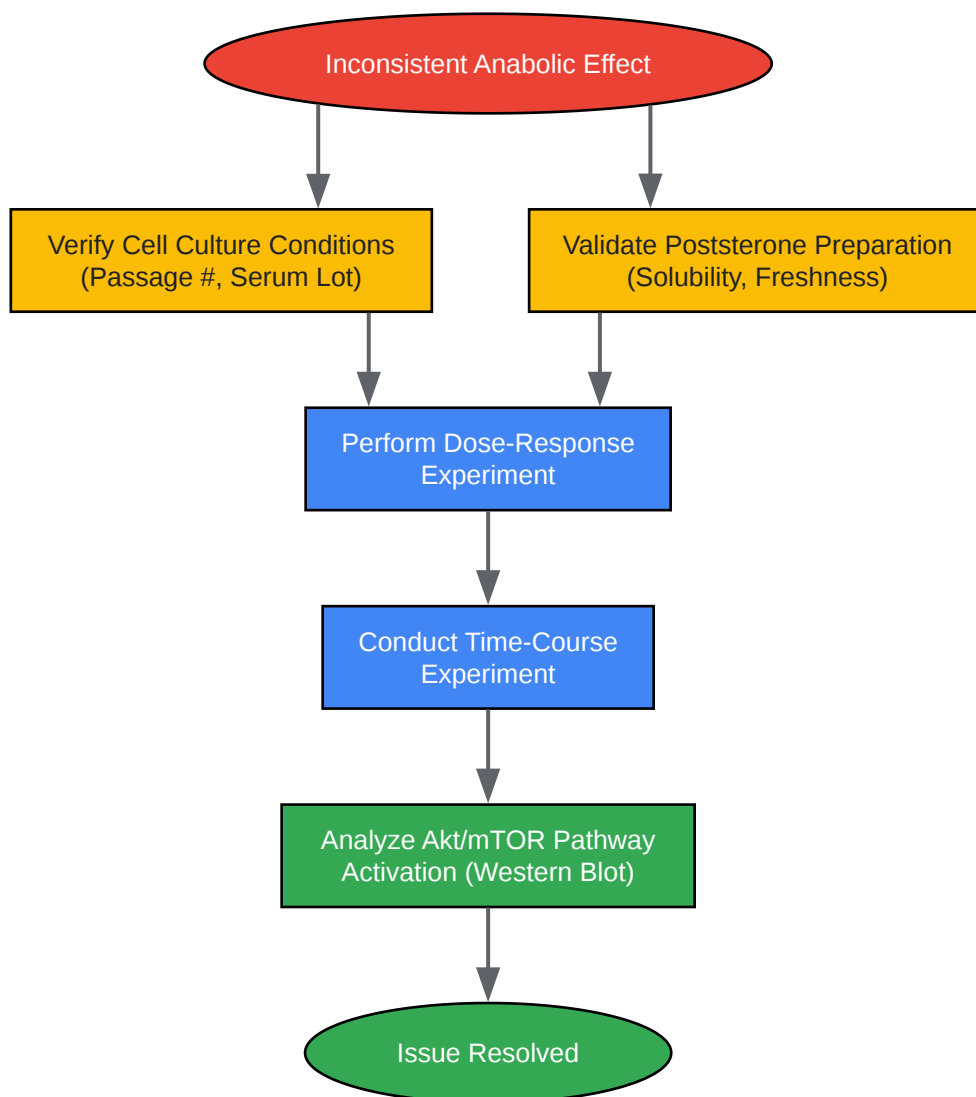 Inconsistent Anabolic Effect
Verify Cell Culture Conditions
(Passage #, Serum Lot)
Validate Poststerone Preparation
(Solubility, Freshness)
Perform Dose-Response
Experiment
Conduct Time-Course
Experiment
Analyze Akt/mTOR Pathway
Activation (Western Blot)
Issue Resolved